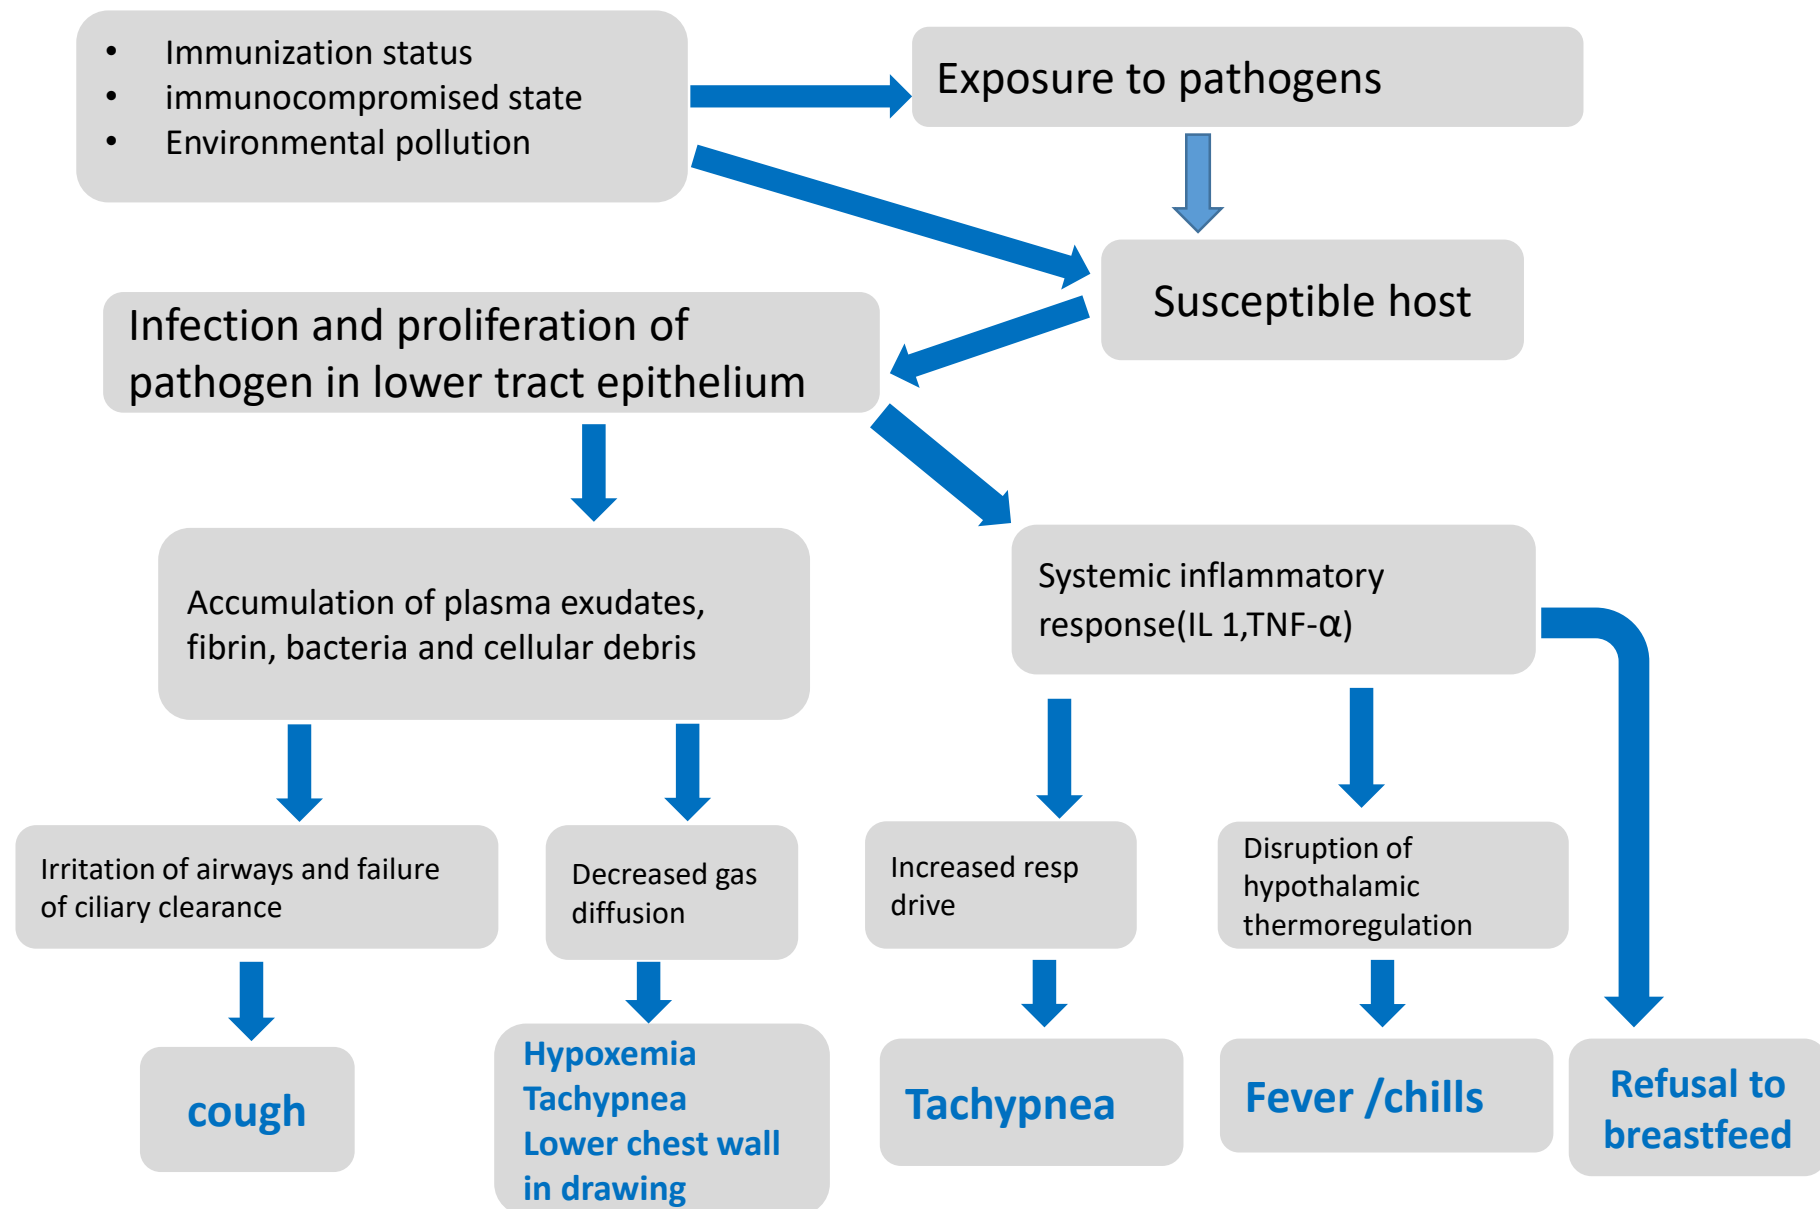 • Immunization status
• immunocompromised state
• Environmental pollution
Exposure to pathogens
Susceptible host
Infection and proliferation of
pathogen in lower tract epithelium
Accumulation of plasma exudates,
fibrin, bacteria and cellular debris
Systemic inflammatory
response(IL 1,TNF-α)
Irritation of airways and failure
of ciliary clearance
Decreased gas
diffusion
Increased resp
drive
Disruption of
hypothalamic
thermoregulation
cough
Hypoxemia
Tachypnea
Lower chest wall
in drawing
Tachypnea
Fever /chills
Refusal to
breastfeed